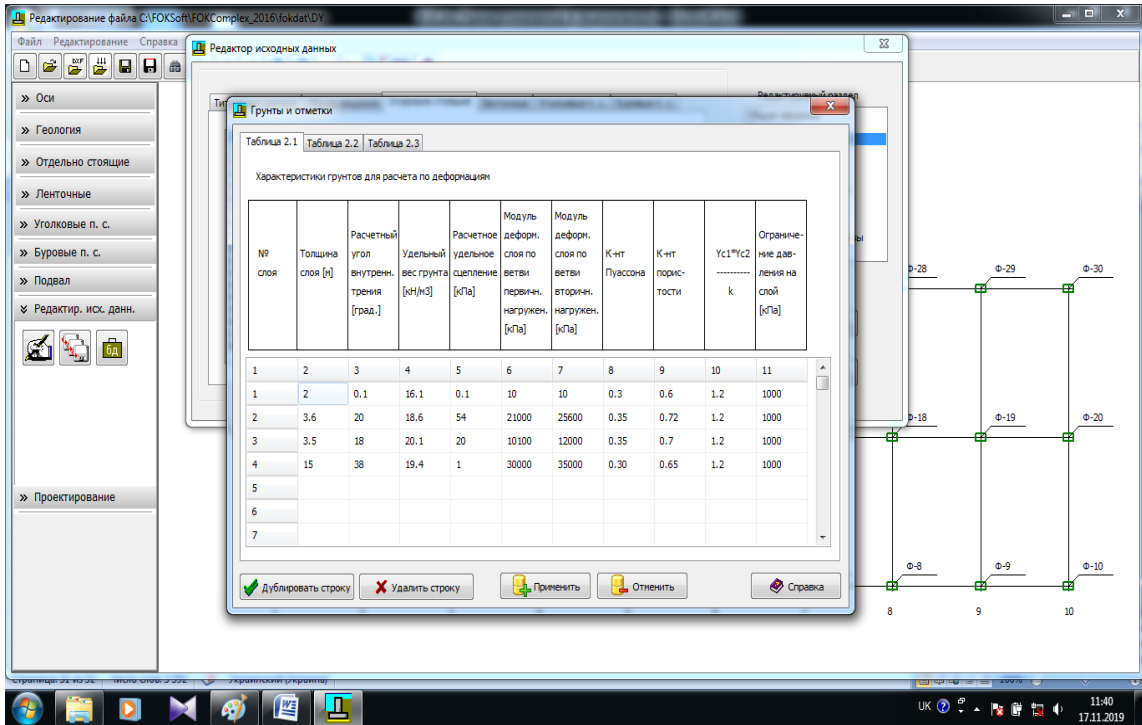 Редактирование файла C:\FOKSoft\FOKComplex_2016\fokdat\DY
Файл Редактирование Справка
Редактор исходных данных
DXF
» Оси
» Геология
» Отдельно стоящие
» Ленточные
» Уголковые п. с.
» Буровые п. с.
» Подвал
Редактир. исх. данн.
бд
» Проектирование
Редактируемый раздел
Грунты и отметки
Таблица 2.1 Таблица 2.2 Таблица 2.3
Характеристики грунтов для расчета по деформациям
№ слоя
Толщина слоя [м]
Расчетный угол внутренн. трения [град.]
Удельный вес грунта [кН/м3]
Расчетное удельное сцепление [кПа]
Модуль деформ. слоя по ветви первичн. нагружен. [кПа]
Модуль деформ. слоя по ветви вторичн. нагружен. [кПа]
К-нт Пуассона
К-нт порис-тости
Yc1*Yc2 ---------- k
Ограниче-ние дав-ления на слой [кПа]
1 2 3 4 5 6 7 8 9 10 11
1 2 0.1 16.1 0.1 10 10 0.3 0.6 1.2 1000
2 3.6 20 18.6 54 21000 25600 0.35 0.72 1.2 1000
3 3.5 18 20.1 20 10100 12000 0.35 0.7 1.2 1000
4 15 38 19.4 1 30000 35000 0.30 0.65 1.2 1000
5
6
7
Дублировать строку Удалить строку Применить Отменить Справка
Ф-28 Ф-29 Ф-30
Ф-18 Ф-19 Ф-20
Ф-8 Ф-9 Ф-10
8 9 10
Украинский (Украина)
UK 11:40
17.11.2019